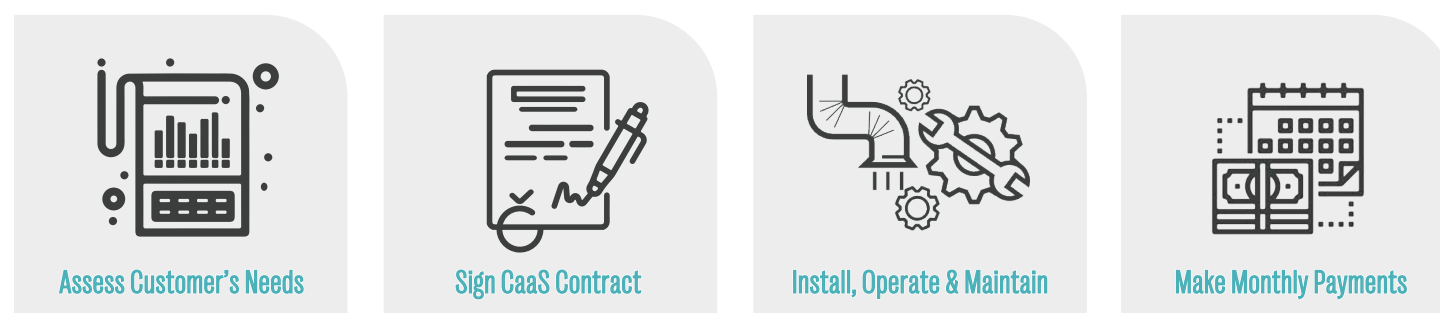 Assess Customer’s Needs
Sign CaaS Contract
Install, Operate & Maintain
Make Monthly Payments